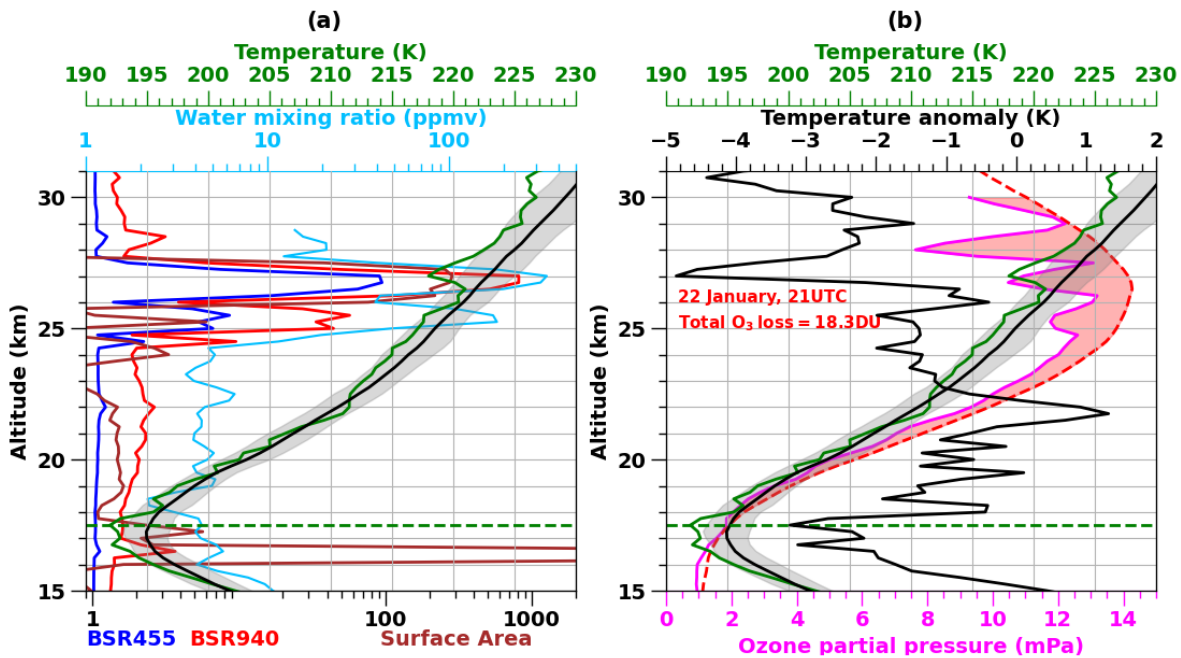 (a)
Temperature (K)
190 195 200 205 210 215 220 225 230
Water mixing ratio (ppmv)
1 10 100
Altitude (km)
30
25
20
15
1 100 1000
BSR455 BSR940 Surface Area
(b)
Temperature (K)
190 195 200 205 210 215 220 225 230
Temperature anomaly (K)
−5 −4 −3 −2 −1 0 1 2
Altitude (km)
30
25
20
15
22 January, 21UTC
Total O₃ loss = 18.3DU
0 2 4 6 8 10 12 14
Ozone partial pressure (mPa)